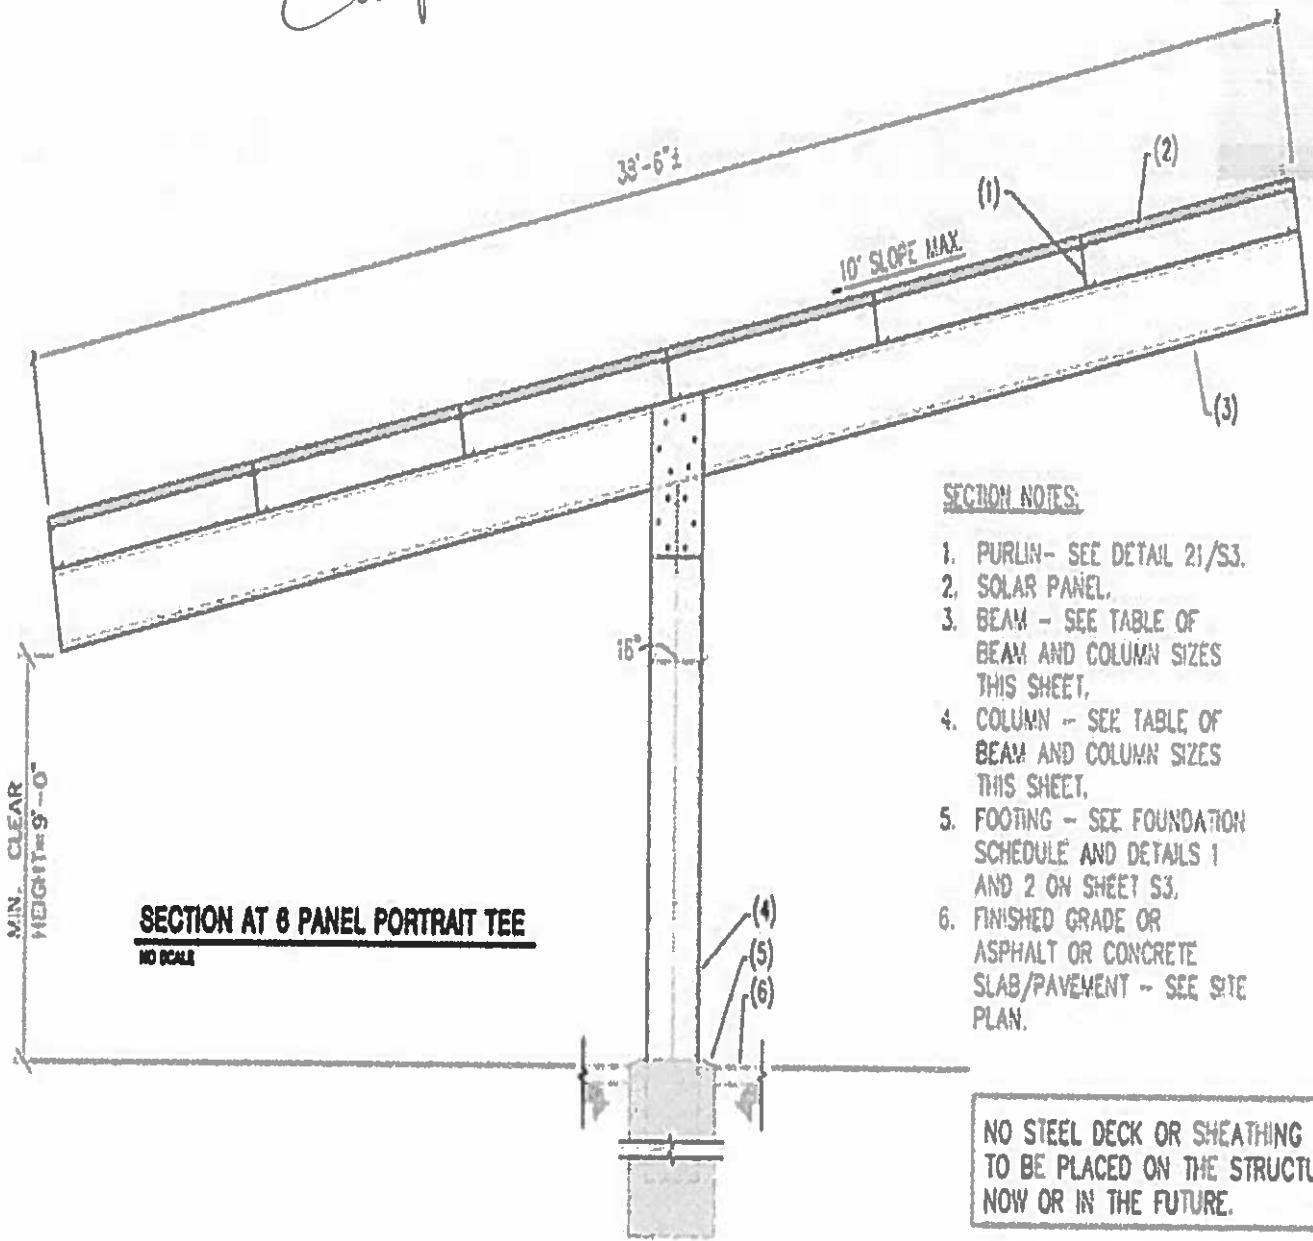 38'-6"±
(2)
(1)
10° SLOPE MAX.
(3)
SECTION NOTES:
1. PURLIN- SEE DETAIL 21/S3.
2. SOLAR PANEL.
3. BEAM - SEE TABLE OF
BEAM AND COLUMN SIZES
THIS SHEET.
4. COLUMN - SEE TABLE OF
BEAM AND COLUMN SIZES
THIS SHEET.
5. FOOTING - SEE FOUNDATION
SCHEDULE AND DETAILS 1
AND 2 ON SHEET S3.
6. FINISHED GRADE OR
ASPHALT OR CONCRETE
SLAB/PAVEMENT - SEE SITE
PLAN.
16"
MIN. CLEAR
HEIGHT=9'-0"
SECTION AT 6 PANEL PORTRAIT TEE
NO SCALE
(4)
(5)
(6)
NO STEEL DECK OR SHEATHING
TO BE PLACED ON THE STRUCTU
NOW OR IN THE FUTURE.